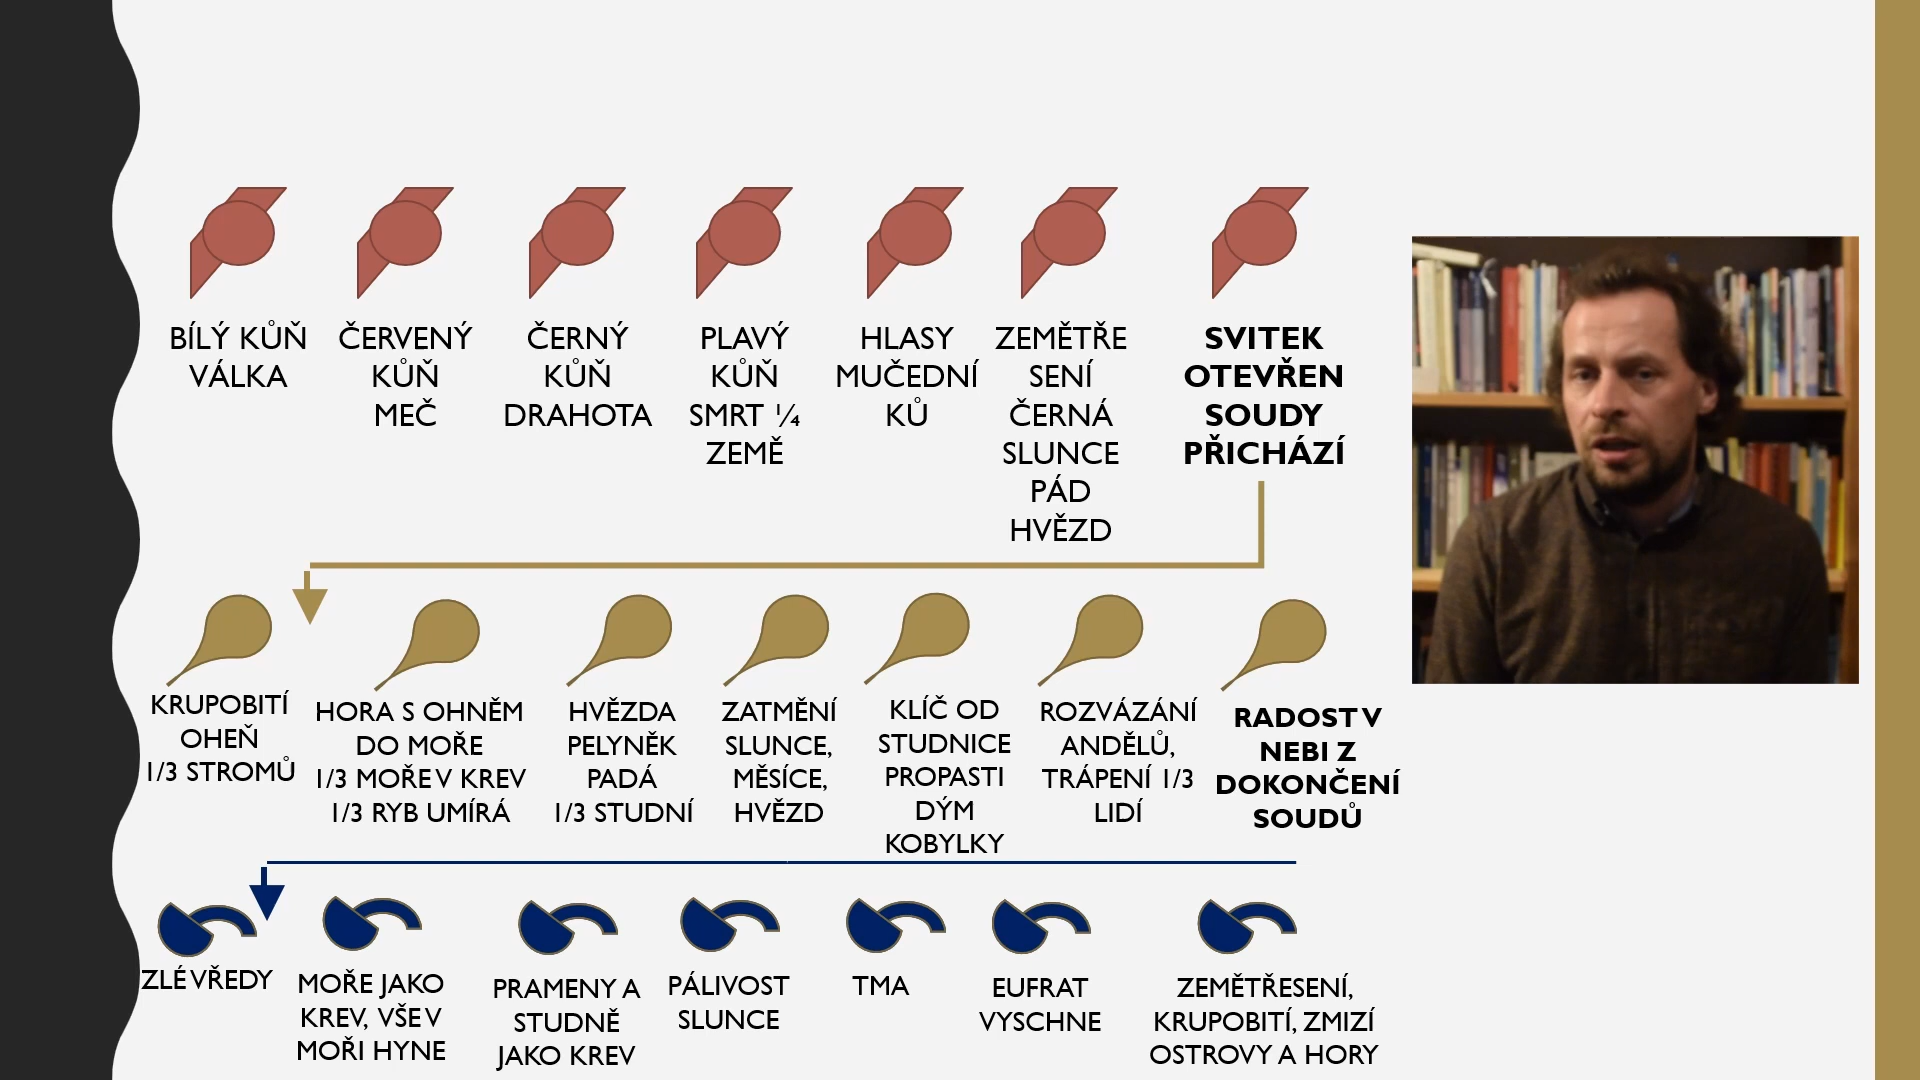 BÍLÝ KŮŇ
VÁLKA
ČERVENÝ
KŮŇ
MEČ
ČERNÝ
KŮŇ
DRAHOTA
PLAVÝ
KŮŇ
SMRT ¼
ZEMĚ
HLASY
MUČEDNÍ
KŮ
ZEMĚTŘE
SENÍ
ČERNÁ
SLUNCE
PÁD
HVĚZD
SVITEK
OTEVŘEN
SOUDY
PŘICHÁZÍ
KRUPOBITÍ
OHEŇ
1/3 STROMŮ
HORA S OHNĚM
DO MOŘE
1/3 MOŘE V KREV
1/3 RYB UMÍRÁ
HVĚZDA
PELYNĚK
PADÁ
1/3 STUDNÍ
ZATMĚNÍ
SLUNCE,
MĚSÍCE,
HVĚZD
KLÍČ OD
STUDNICE
PROPASTI
DÝM
KOBYLKY
ROZVÁZÁNÍ
ANDĚLŮ,
TRÁPENÍ 1/3
LIDÍ
RADOST V
NEBI Z
DOKONČENÍ
SOUDŮ
ZLÉ VŘEDY
MOŘE JAKO
KREV, VŠE V
MOŘI HYNE
PRAMENY A
STUDNĚ
JAKO KREV
PÁLIVOST
SLUNCE
TMA
EUFRAT
VYSCHNE
ZEMĚTŘESENÍ,
KRUPOBITÍ, ZMIZÍ
OSTROVY A HORY